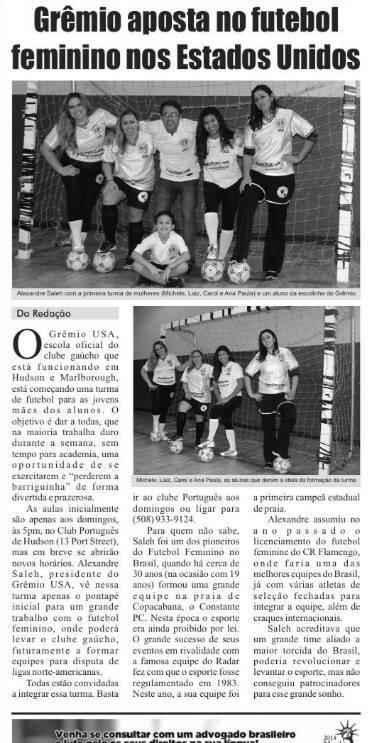 Grêmio aposta no futebol
feminino nos Estados Unidos
Alexandre Saleh com a primeira turma de mulheres (Michele, Laiz, Carol e Ana Paula) e um aluno da escolinha do Grêmio
Da Redação
O Grêmio USA,
escola oficial do
clube gaúcho que
está funcionando em
Hudson e Marlborough,
está começando uma turma
de futebol para as jovens
mães dos alunos. O
objetivo é dar a todas, que
na maioria trabalha duro
durante a semana, sem
tempo para academia, uma
oportunidade de se
exercitarem e “perderem a
barriguinha” de forma
divertida e prazerosa.
As aulas inicialmente
são apenas aos domingos,
às 5pm, no Club Português
de Hudson (13 Port Street),
mas em breve se abrirão
novos horários. Alexandre
Saleh, presidente do
Grêmio USA, vê nessa
turma apenas o pontapé
inicial para um grande
trabalho com o futebol
feminino, onde poderá
levar o clube gaúcho,
futuramente a formar
equipes para disputa de
ligas norte-americanas.
Todas estão convidadas
a integrar essa turma. Basta
Michele, Laiz, Carol e Ana Paula, as alunas que deram a ideia da formação da turma
ir ao clube Português aos
domingos ou ligar para
(508) 933-9124.
Para quem não sabe,
Saleh foi um dos pioneiros
do Futebol Feminino no
Brasil, quando há cerca de
30 anos (na ocasião com 19
anos) formou uma grande
equipe na praia de
Copacabana, o Constante
PC. Nesta época o esporte
era ainda proibido por lei.
O grande sucesso de seus
eventos em rivalidade com
a famosa equipe do Radar
fez com que o esporte fosse
regulamentado em 1983.
Neste ano, a sua equipe foi
a primeira campeã estadual
de praia.
Alexandre assumiu no
ano passado o
licenciamento do futebol
feminine do CR Flamengo,
onde faria uma das
melhores equipes do Brasil,
já com várias atletas de
seleção fechadas para
integrar a equipe, além de
craques internacionais.
Saleh acreditava que
um grande time aliado a
maior torcida do Brasil,
poderia revolucionar e
levantar o esporte, mas não
conseguiu patrocinadores
para esse grande sonho.
Venha se consultar com um advogado brasileiro
2014